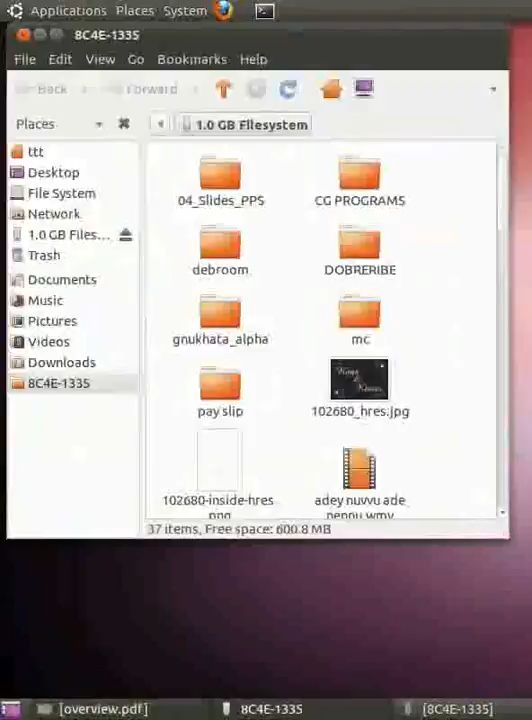 Applications Places System
8C4E-1335
File Edit View Go Bookmarks Help
Back Forward
Places
1.0 GB Filesystem
ttt
Desktop
File System
Network
1.0 GB Files...
Trash
Documents
Music
Pictures
Videos
Downloads
8C4E-1335
04_Slides_PPS CG PROGRAMS
debroom DOBRERIBE
gnukhata_alpha mc
pay slip 102680_hres.jpg
102680-inside-hres adey nuvvu ade
.png neppu.wmv
37 items, Free space: 600.8 MB
[overview.pdf] 8C4E-1335 [8C4E-1335]